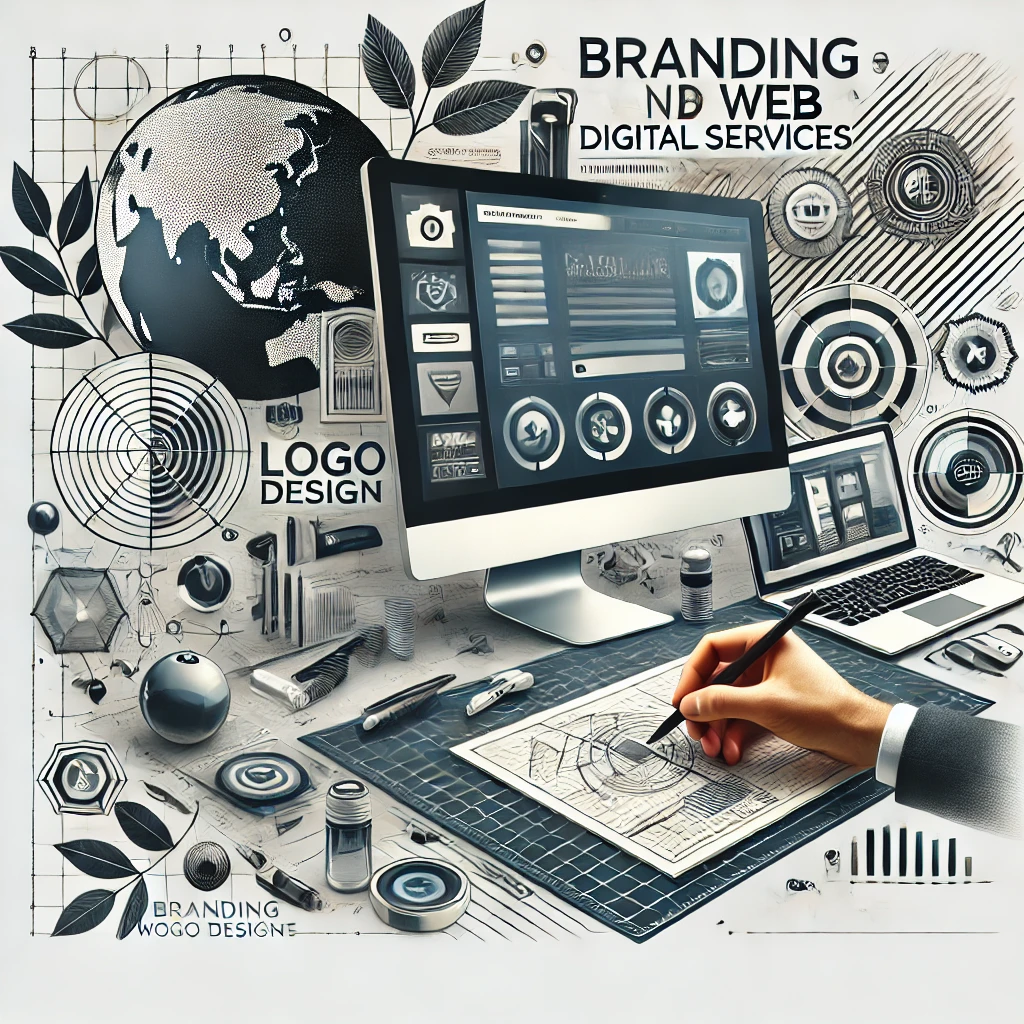 BRANDING
ND WEB
DIGITAL SERVICES
LOGO
DESIGN
BRANDING
WOGO DESIGNE